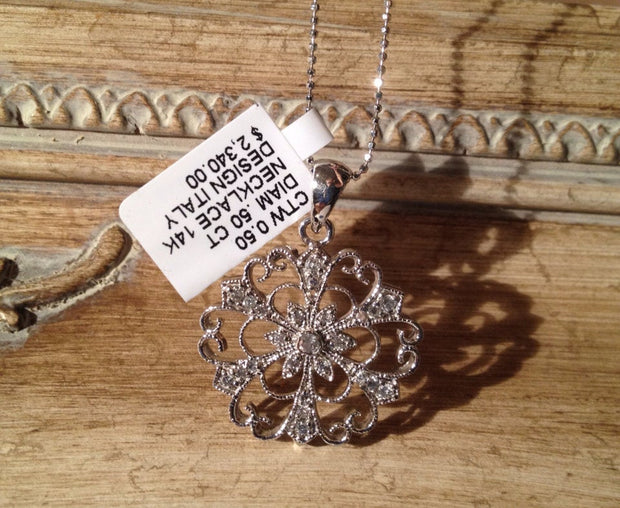 CTW 0.50
DIAM .50 CT
NECKLACE 14K
DESIGN ITALY
$ 2,340.00